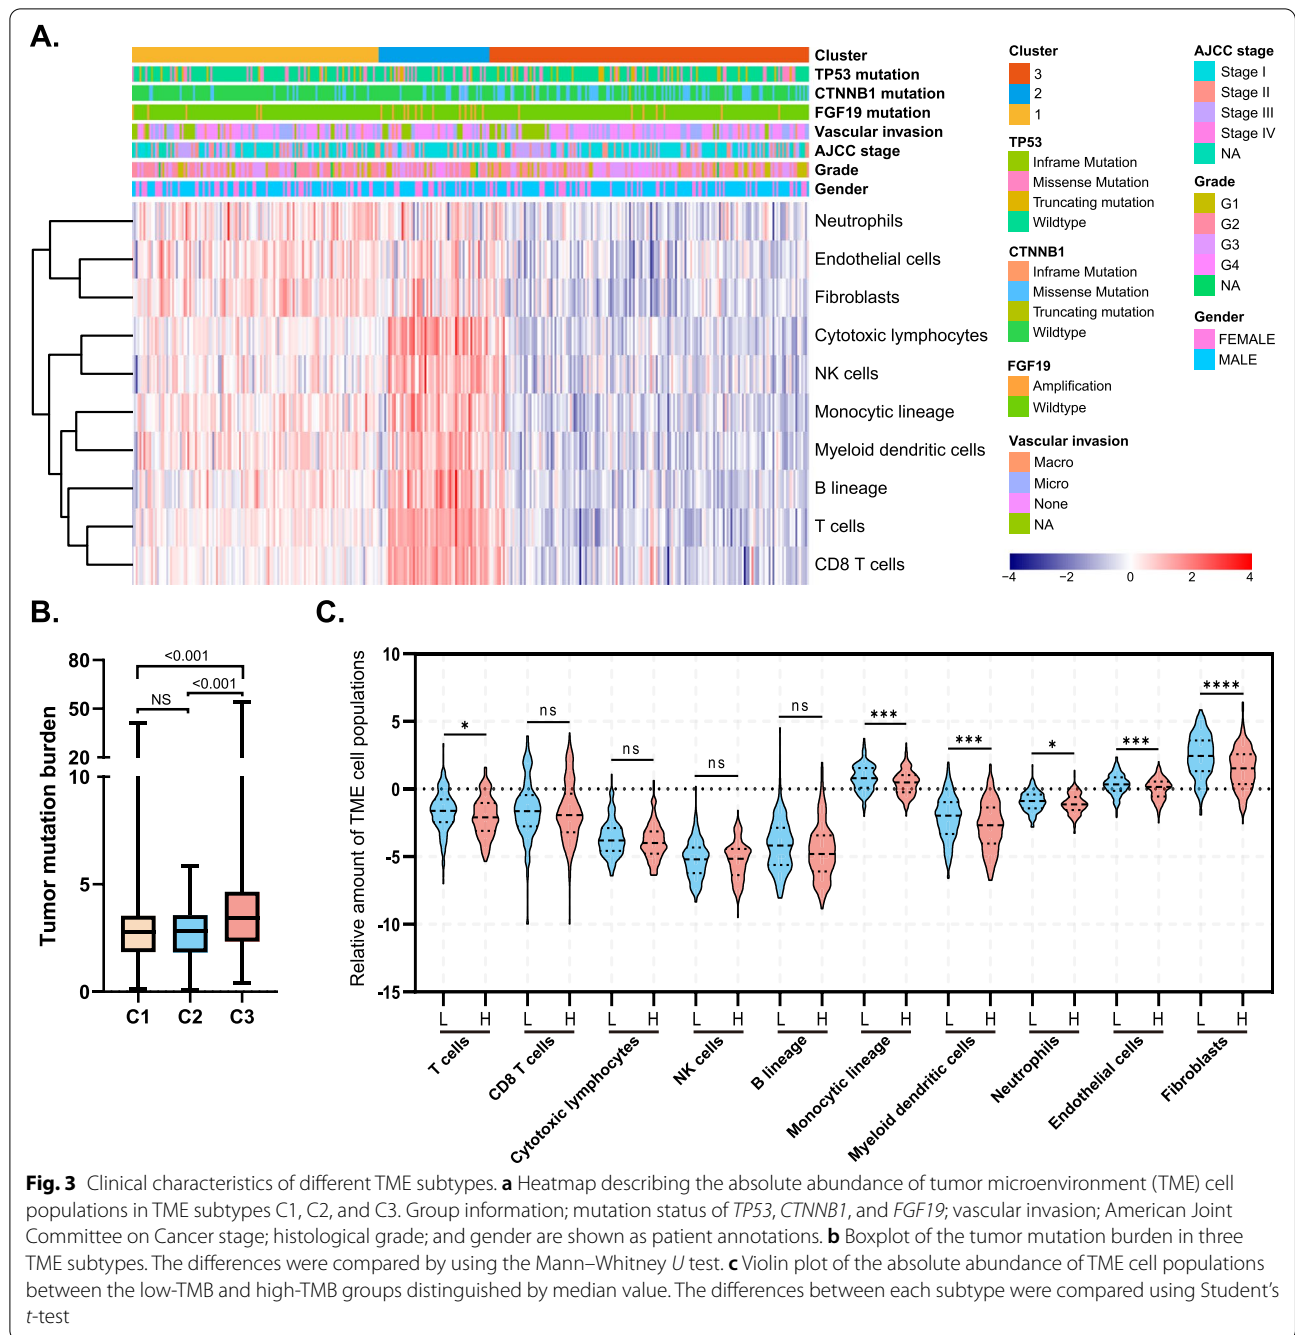 A.
Cluster
TP53 mutation
CTNNB1 mutation
FGF19 mutation
Vascular invasion
AJCC stage
Grade
Gender
Neutrophils
Endothelial cells
Fibroblasts
Cytotoxic lymphocytes
NK cells
Monocytic lineage
Myeloid dendritic cells
B lineage
T cells
CD8 T cells
Cluster
3
2
1
TP53
Inframe Mutation
Missense Mutation
Truncating mutation
Wildtype
CTNNB1
Inframe Mutation
Missense Mutation
Truncating mutation
Wildtype
FGF19
Amplification
Wildtype
Vascular invasion
Macro
Micro
None
NA
AJCC stage
Stage I
Stage II
Stage III
Stage IV
NA
Grade
G1
G2
G3
G4
NA
Gender
FEMALE
MALE
−4 −2 0 2 4
B.
Tumor mutation burden
80
50
20
10
5
0
<0.001
NS
<0.001
C1 C2 C3
C.
Relative amount of TME cell populations
10
5
0
-5
-10
-15
*
ns
ns
ns
ns
***
***
*
***
****
L H L H L H L H L H L H L H L H L H L H
T cells
CD8 T cells
Cytotoxic lymphocytes
NK cells
B lineage
Monocytic lineage
Myeloid dendritic cells
Neutrophils
Endothelial cells
Fibroblasts
Fig. 3 Clinical characteristics of different TME subtypes. a Heatmap describing the absolute abundance of tumor microenvironment (TME) cell
populations in TME subtypes C1, C2, and C3. Group information; mutation status of TP53, CTNNB1, and FGF19; vascular invasion; American Joint
Committee on Cancer stage; histological grade; and gender are shown as patient annotations. b Boxplot of the tumor mutation burden in three
TME subtypes. The differences were compared by using the Mann–Whitney U test. c Violin plot of the absolute abundance of TME cell populations
between the low-TMB and high-TMB groups distinguished by median value. The differences between each subtype were compared using Student's
t-test